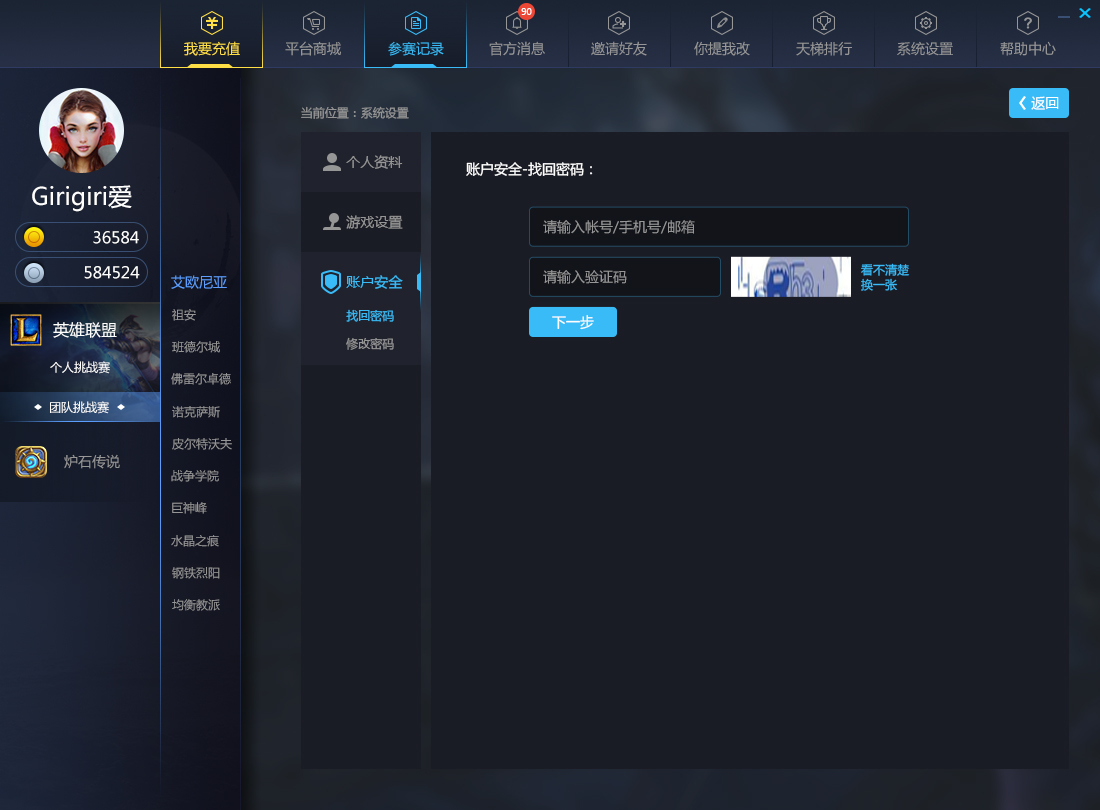 我要充值
平台商城
参赛记录
90
官方消息
邀请好友
你提我改
天梯排行
系统设置
帮助中心
当前位置：系统设置
返回
Girigiri爱
36584
584524
英雄联盟
个人挑战赛
团队挑战赛
炉石传说
艾欧尼亚
祖安
班德尔城
佛雷尔卓德
诺克萨斯
皮尔特沃夫
战争学院
巨神峰
水晶之痕
钢铁烈阳
均衡教派
个人资料
游戏设置
账户安全
找回密码
修改密码
账户安全-找回密码：
请输入帐号/手机号/邮箱
请输入验证码
看不清楚
换一张
下一步